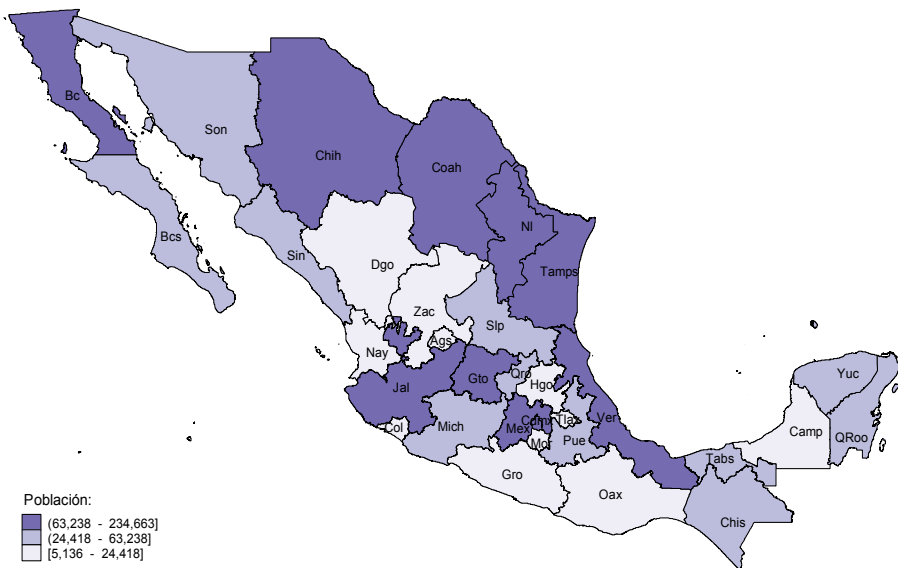 Bc
Son
Chih
Coah
Bcs
Sin
Nl
Dgo
Tamps
Zac
Slp
Ags
Nay
Yuc
Qro
Jal
Gto
Hgo
Ver
Camp
QRoo
Col
Mich
Mex
Cdmx
Tlax
Mor
Pue
Tabs
Gro
Oax
Chis
Población:
(63,238 - 234,663]
(24,418 - 63,238]
[5,136 - 24,418]